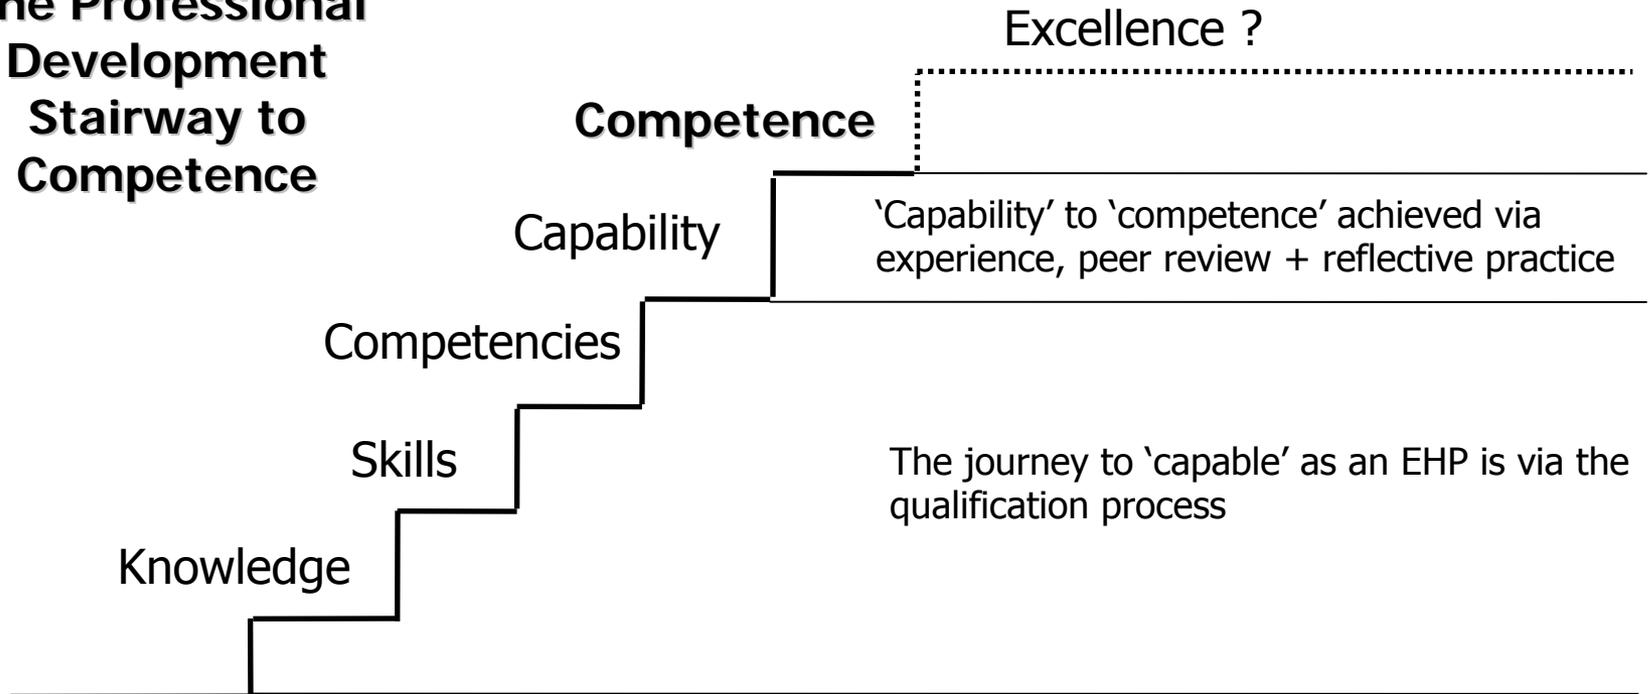 ne Professional
Development
Stairway to
Competence
Excellence ?
Competence
Capability
‘Capability’ to ‘competence’ achieved via
experience, peer review + reflective practice
Competencies
Skills
The journey to ‘capable’ as an EHP is via the
qualification process
Knowledge